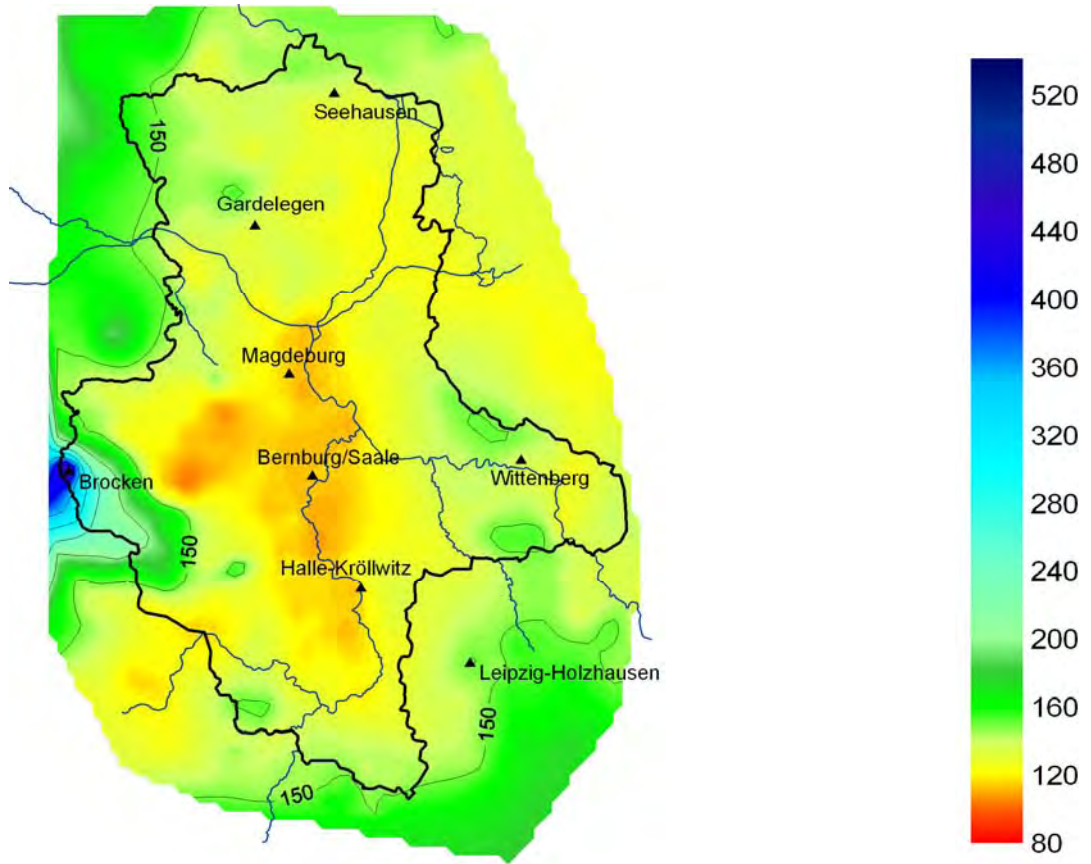 Seehausen
150
Gardelegen
Magdeburg
Bernburg/Saale
Brocken
Wittenberg
150
Halle-Kröllwitz
Leipzig-Holzhausen
150
150
520
480
440
400
360
320
280
240
200
160
120
80